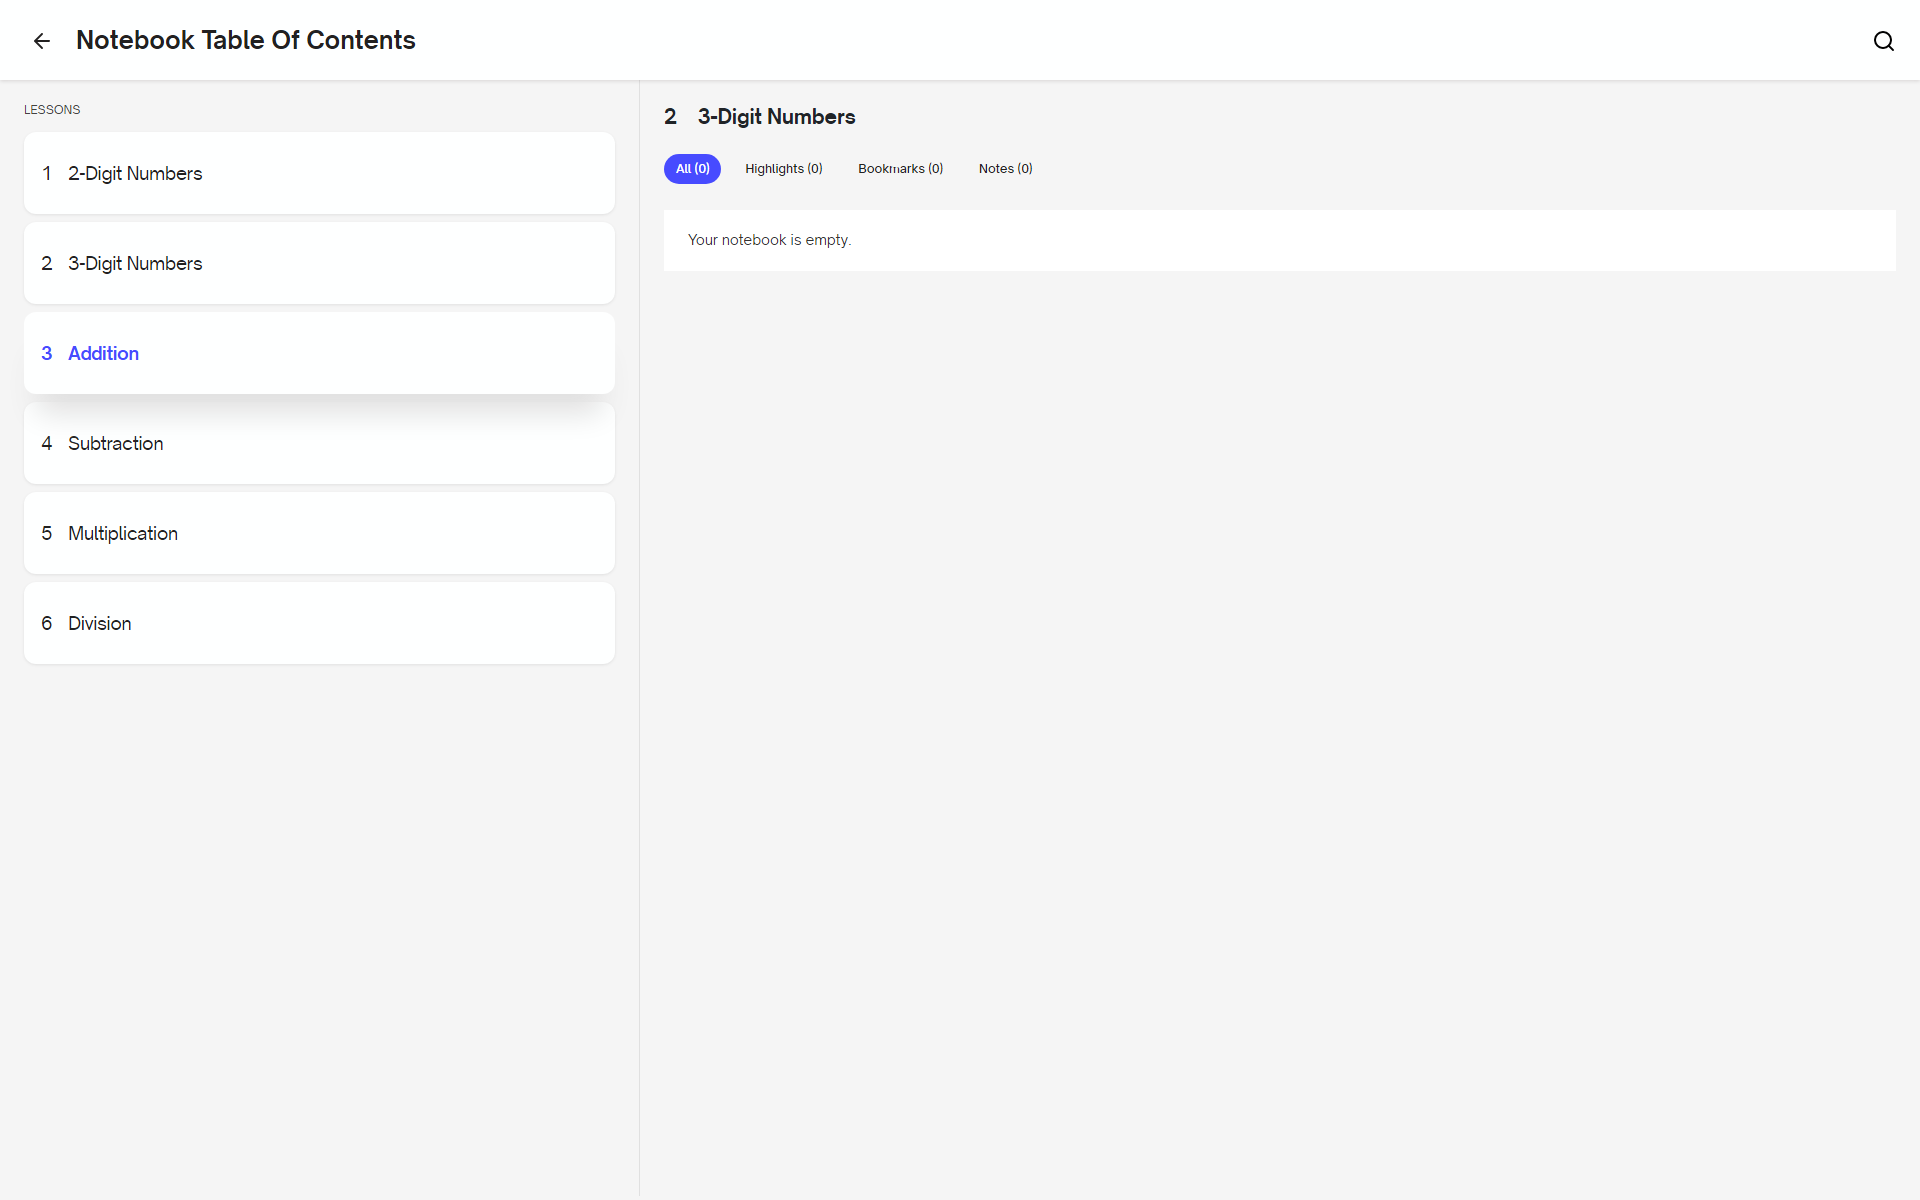 Notebook Table Of Contents
LESSONS
1 2-Digit Numbers
2 3-Digit Numbers
3 Addition
4 Subtraction
5 Multiplication
6 Division
2 3-Digit Numbers
All (0) Highlights (0) Bookmarks (0) Notes (0)
Your notebook is empty.